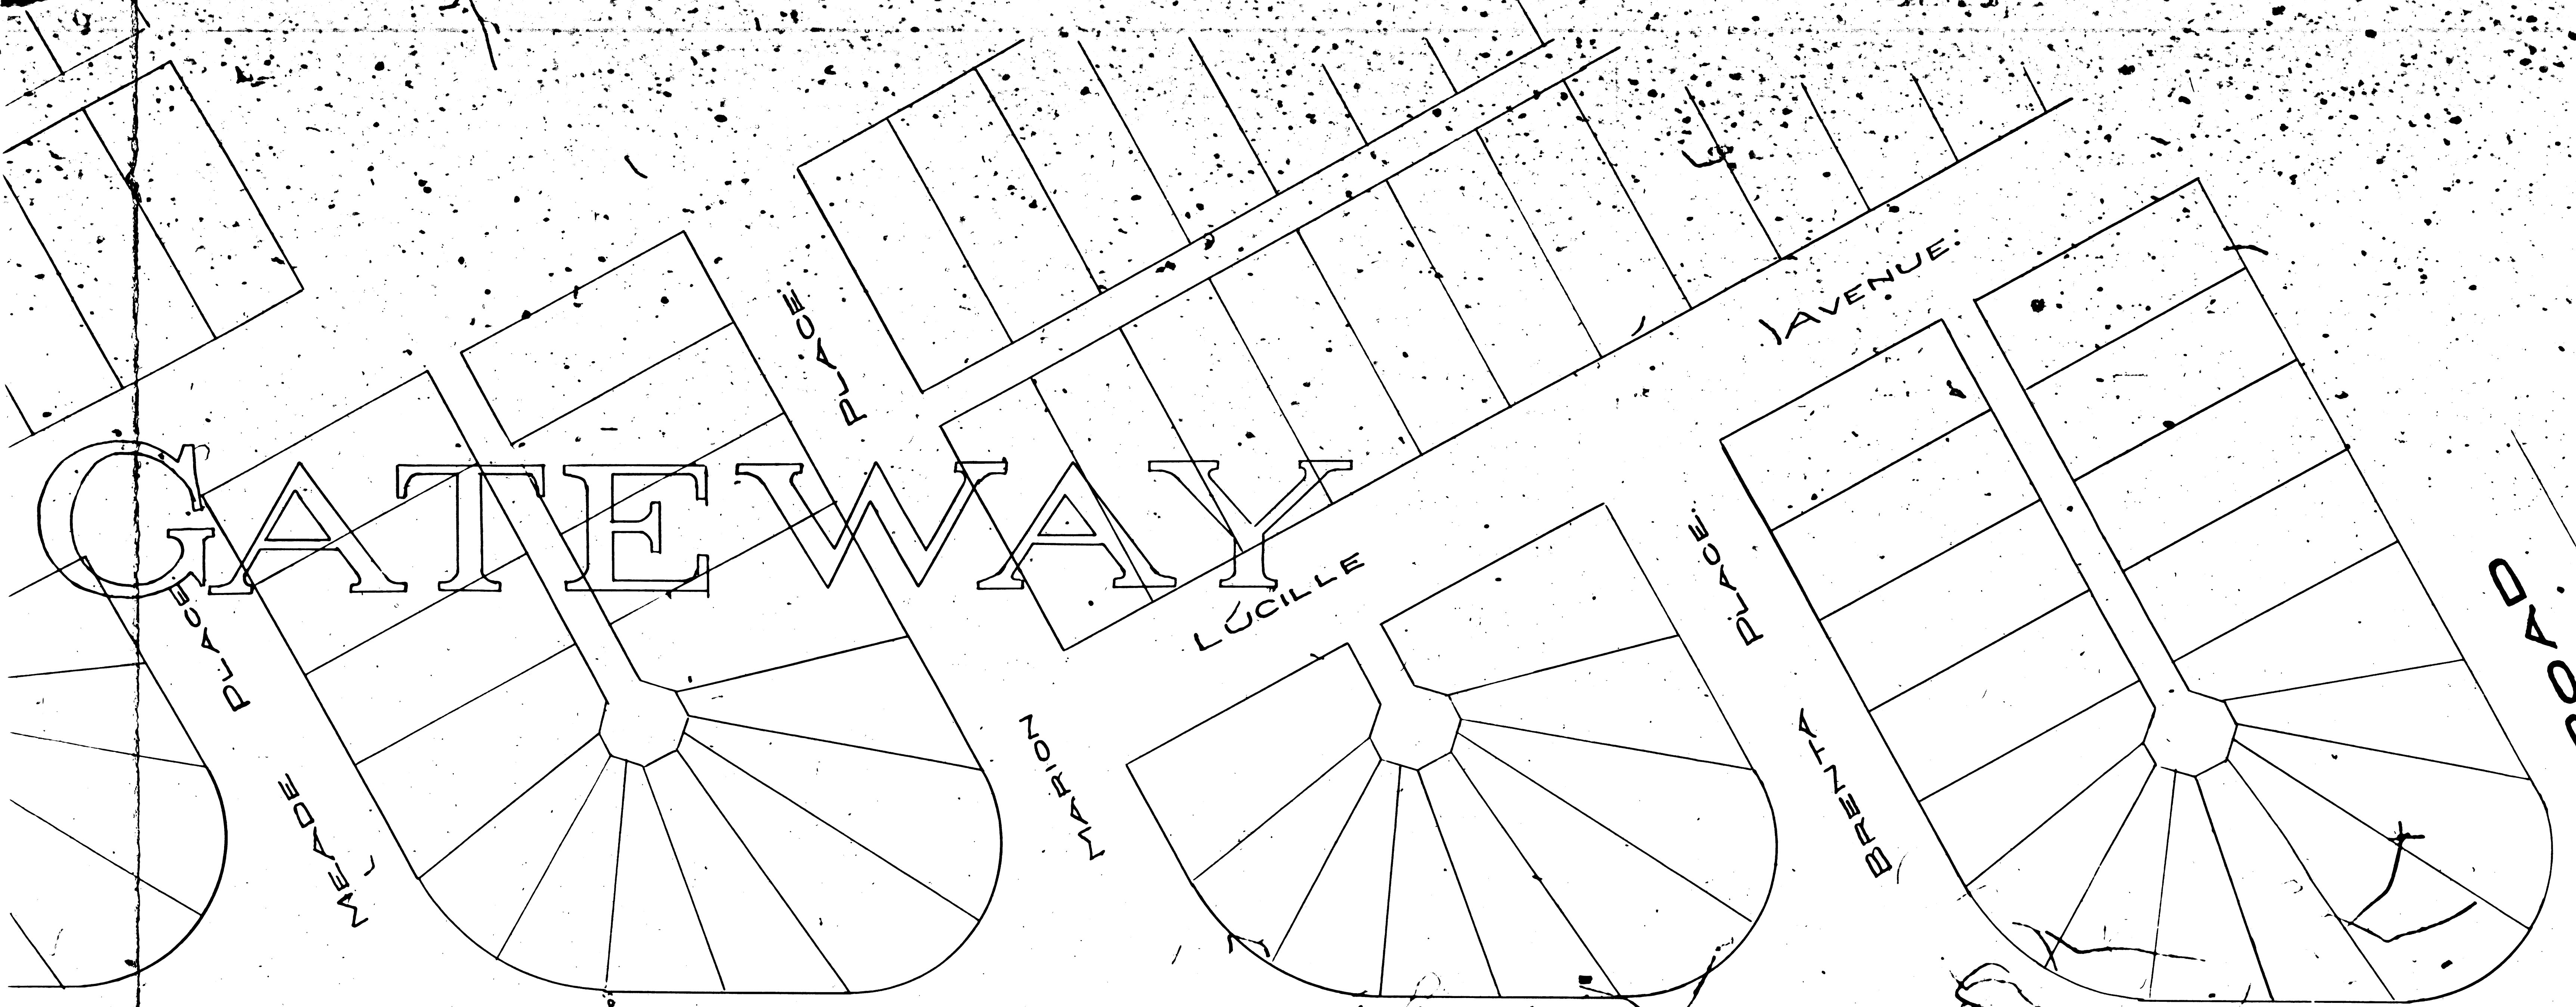 GATEWAY
MEADE PLACE
MARION PLACE.
LUCILLE AVENUE.
BRENTA PLACE.
ROAD